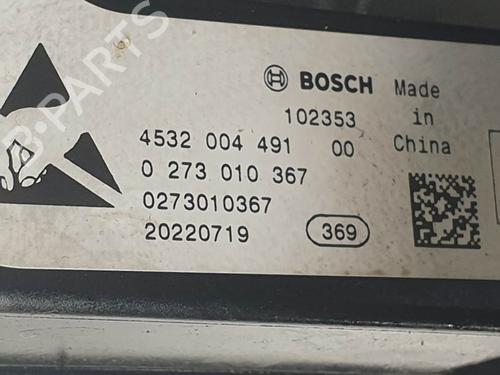 BOSCH Made
102353 in
4532 004 491 00 China
0 273 010 367
0273010367
20220719 369
B-PARTS